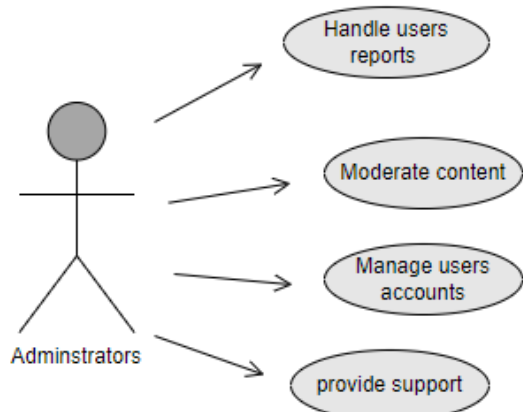 Handle users
reports
Moderate content
Manage users
accounts
Adminstrators
provide support